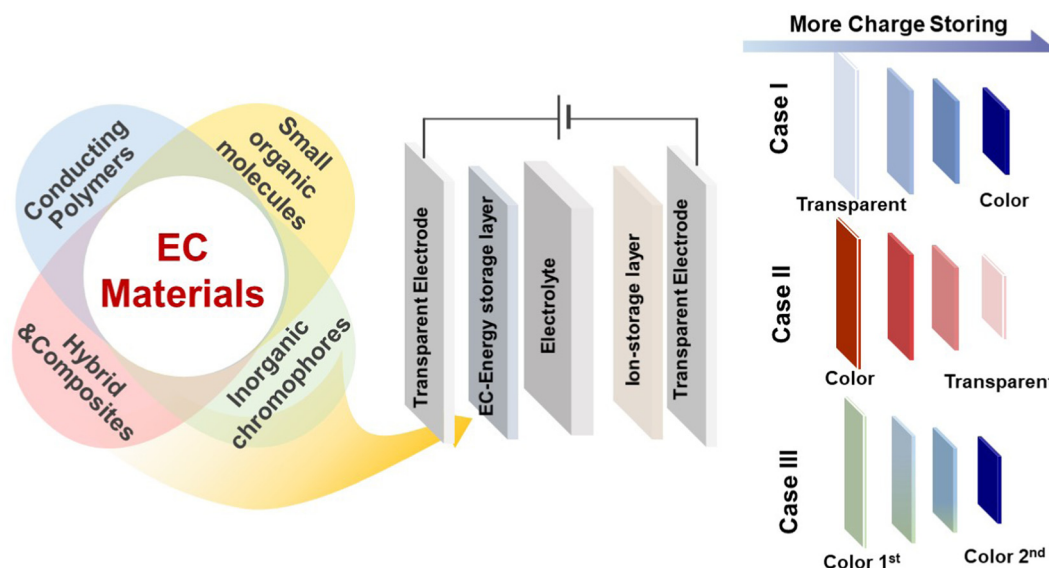 Conducting
Polymers
Small
organic
molecules
EC
Materials
Hybrid
&Composites
Inorganic
chromophores
Transparent Electrode
EC-Energy storage layer
Electrolyte
Ion-storage layer
Transparent Electrode
More Charge Storing
Case I
Transparent
Color
Case II
Color
Transparent
Case III
Color 1st
Color 2nd